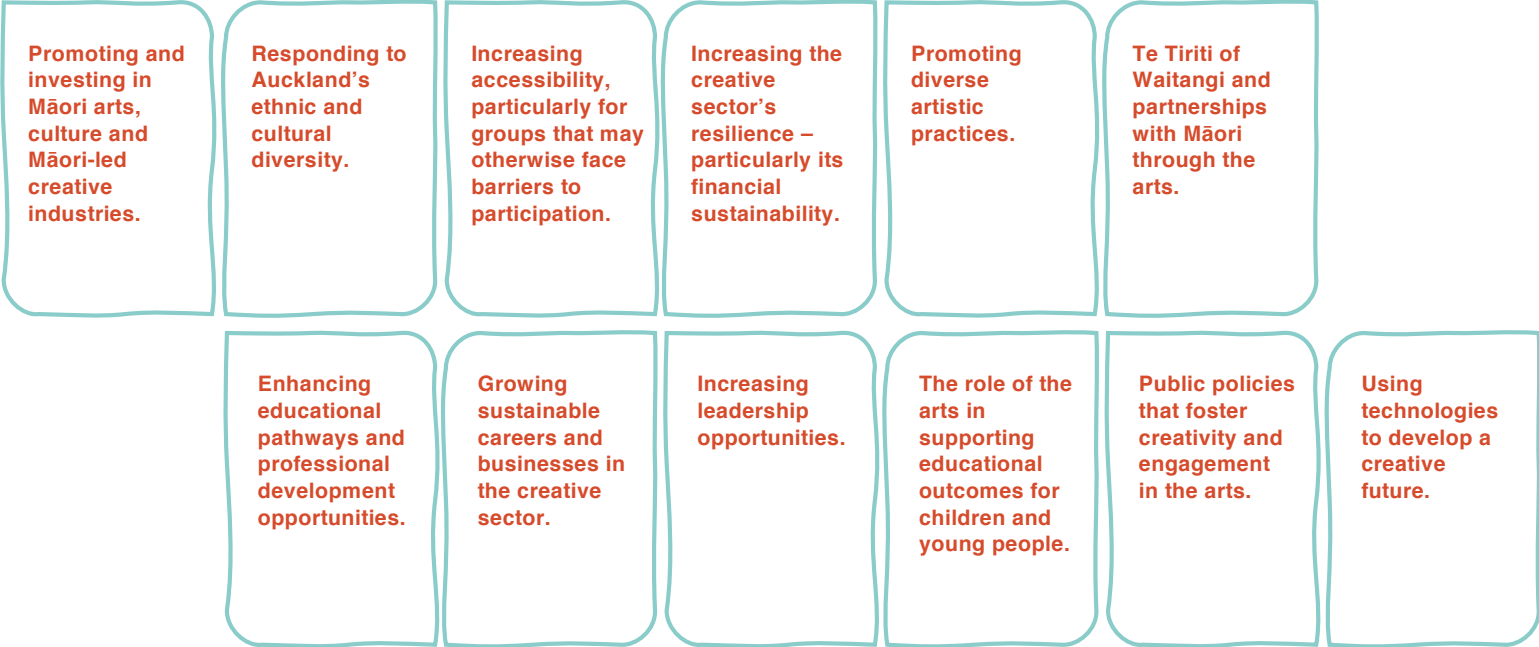 Promoting and
investing in
Māori arts,
culture and
Māori-led
creative
industries.
Responding to
Auckland’s
ethnic and
cultural
diversity.
Increasing
accessibility,
particularly for
groups that may
otherwise face
barriers to
participation.
Increasing the
creative
sector’s
resilience –
particularly its
financial
sustainability.
Promoting
diverse
artistic
practices.
Te Tiriti of
Waitangi and
partnerships
with Māori
through the
arts.
Enhancing
educational
pathways and
professional
development
opportunities.
Growing
sustainable
careers and
businesses in
the creative
sector.
Increasing
leadership
opportunities.
The role of the
arts in
supporting
educational
outcomes for
children and
young people.
Public policies
that foster
creativity and
engagement
in the arts.
Using
technologies
to develop a
creative
future.